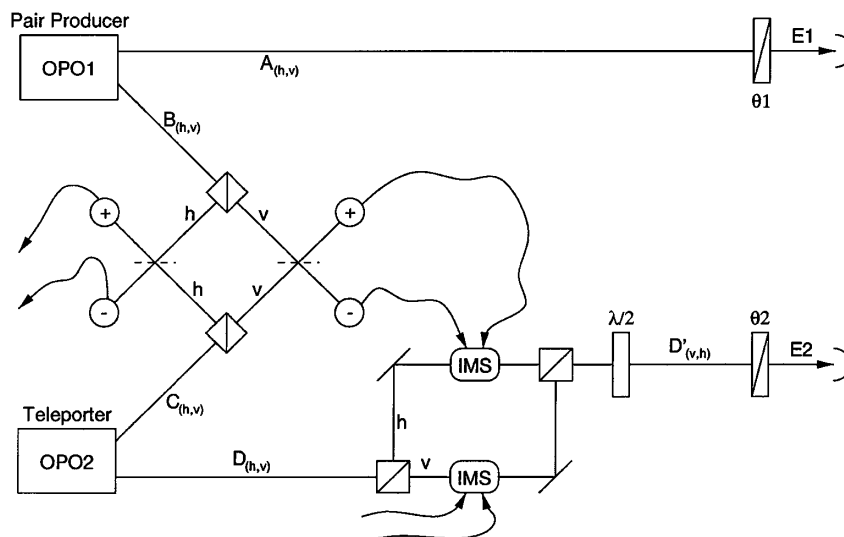 Pair Producer
OPO1
A(h,v)
E1
θ1
B(h,v)
+
h
v
+
-
h
v
-
λ/2
θ2
IMS
D'(v,h)
E2
C(h,v)
h
Teleporter
OPO2
D(h,v)
v
IMS